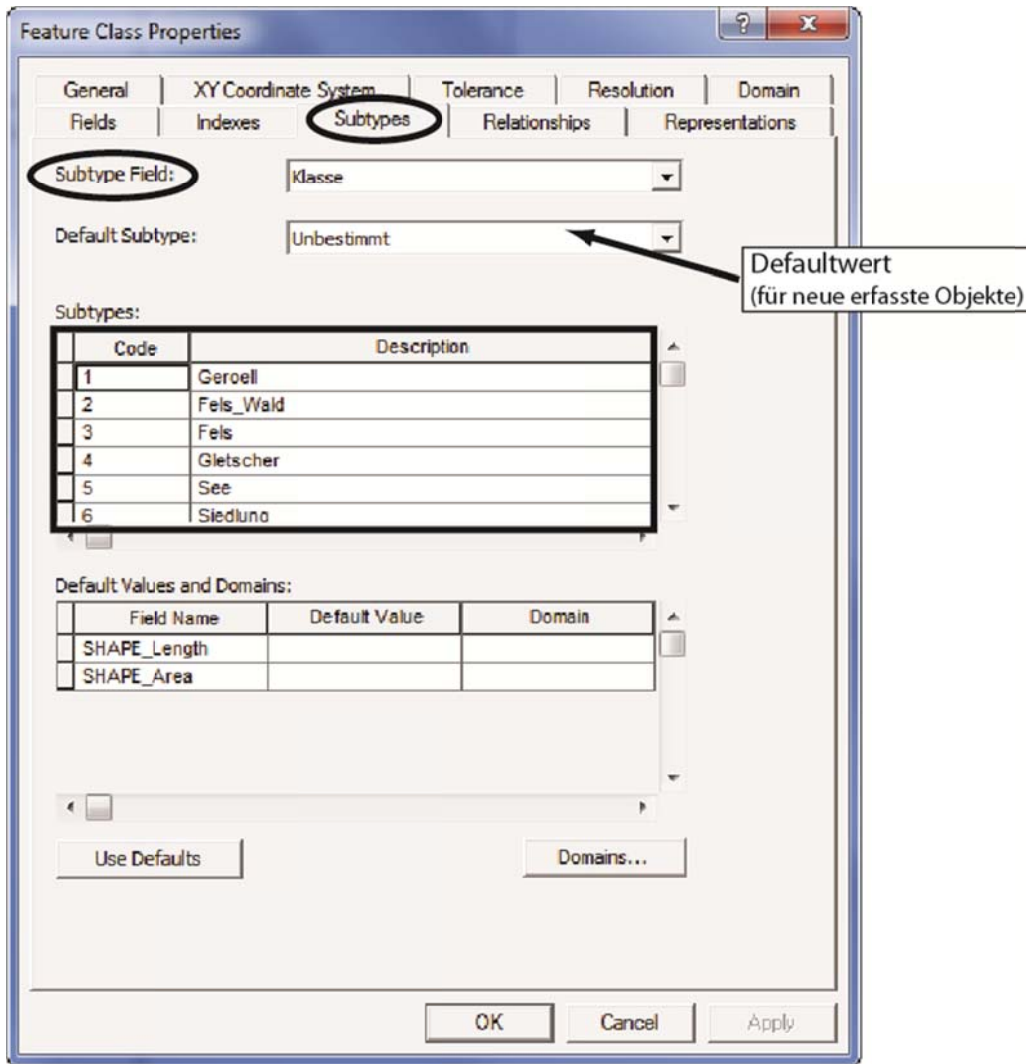 Feature Class Properties
General XY Coordinate System Tolerance Resolution Domain
Fields Indexes Subtypes Relationships Representations
Subtype Field: Klasse
Default Subtype: Unbestimmt
Defaultwert
(für neue erfasste Objekte)
Subtypes:
Code Description
1 Geroell
2 Fels_Wald
3 Fels
4 Gletscher
5 See
6 Siedlung
Default Values and Domains:
Field Name Default Value Domain
SHAPE_Length
SHAPE_Area
Use Defaults Domains...
OK Cancel Apply